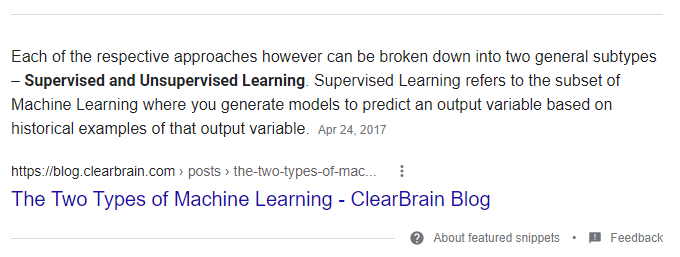 Each of the respective approaches however can be broken down into two general subtypes
– Supervised and Unsupervised Learning. Supervised Learning refers to the subset of
Machine Learning where you generate models to predict an output variable based on
historical examples of that output variable. Apr 24, 2017
https://blog.clearbrain.com › posts › the-two-types-of-mac...
The Two Types of Machine Learning - ClearBrain Blog
About featured snippets • Feedback